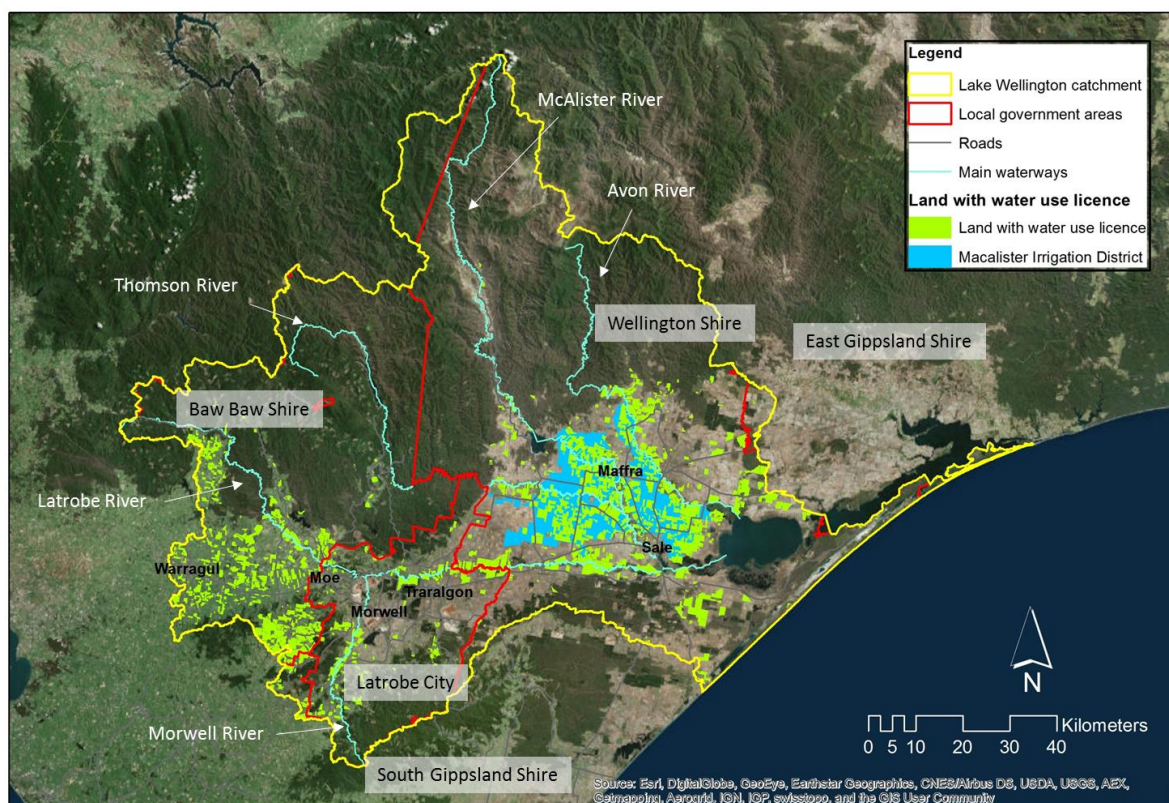 Legend
Lake Wellington catchment
Local government areas
Roads
Main waterways
Land with water use licence
Land with water use licence
Macalister Irrigation District
McAlister River
Avon River
Thomson River
Wellington Shire
East Gippsland Shire
Baw Baw Shire
Latrobe River
Maffra
Sale
Warragul
Moe
Traralgon
Morwell
Latrobe City
Morwell River
South Gippsland Shire
N
Kilometers
0 5 10 20 30 40
Source: Esri, DigitalGlobe, GeoEye, Earthstar Geographics, CNES/Airbus DS, USDA, USGS, AEX,
Getmapping, Aerogrid, IGN, IGP, swisstopo, and the GIS User Community